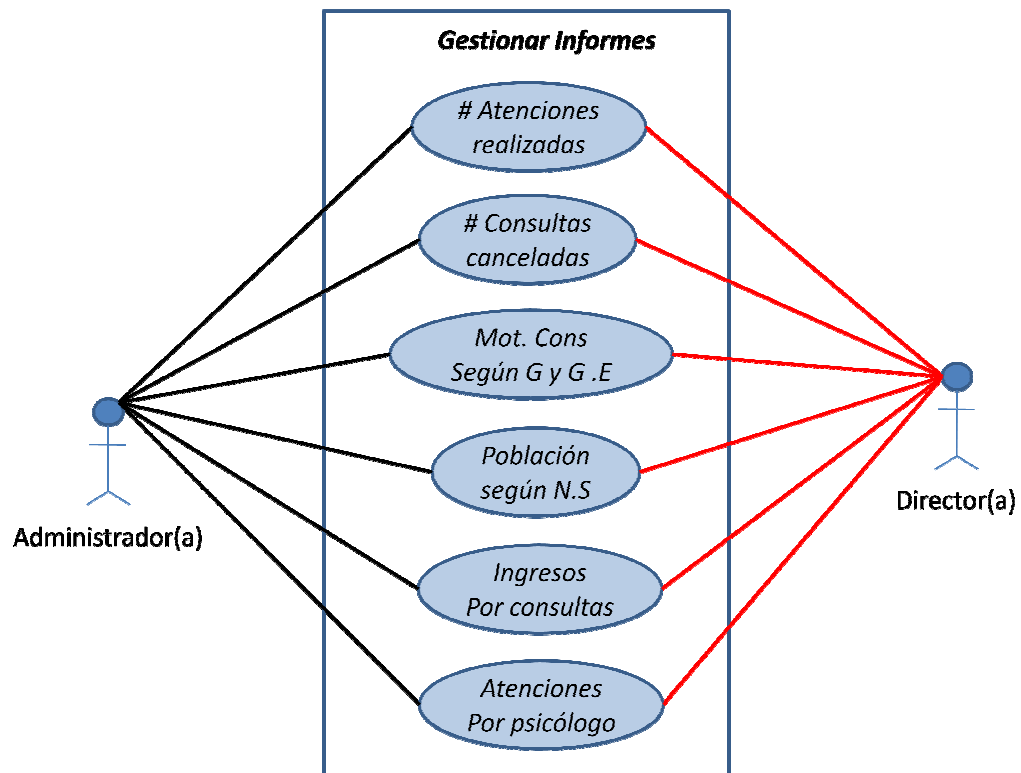 Gestionar Informes
# Atenciones
realizadas
# Consultas
canceladas
Mot. Cons
Según G y G .E
Población
según N.S
Ingresos
Por consultas
Atenciones
Por psicólogo
Administrador(a)
Director(a)